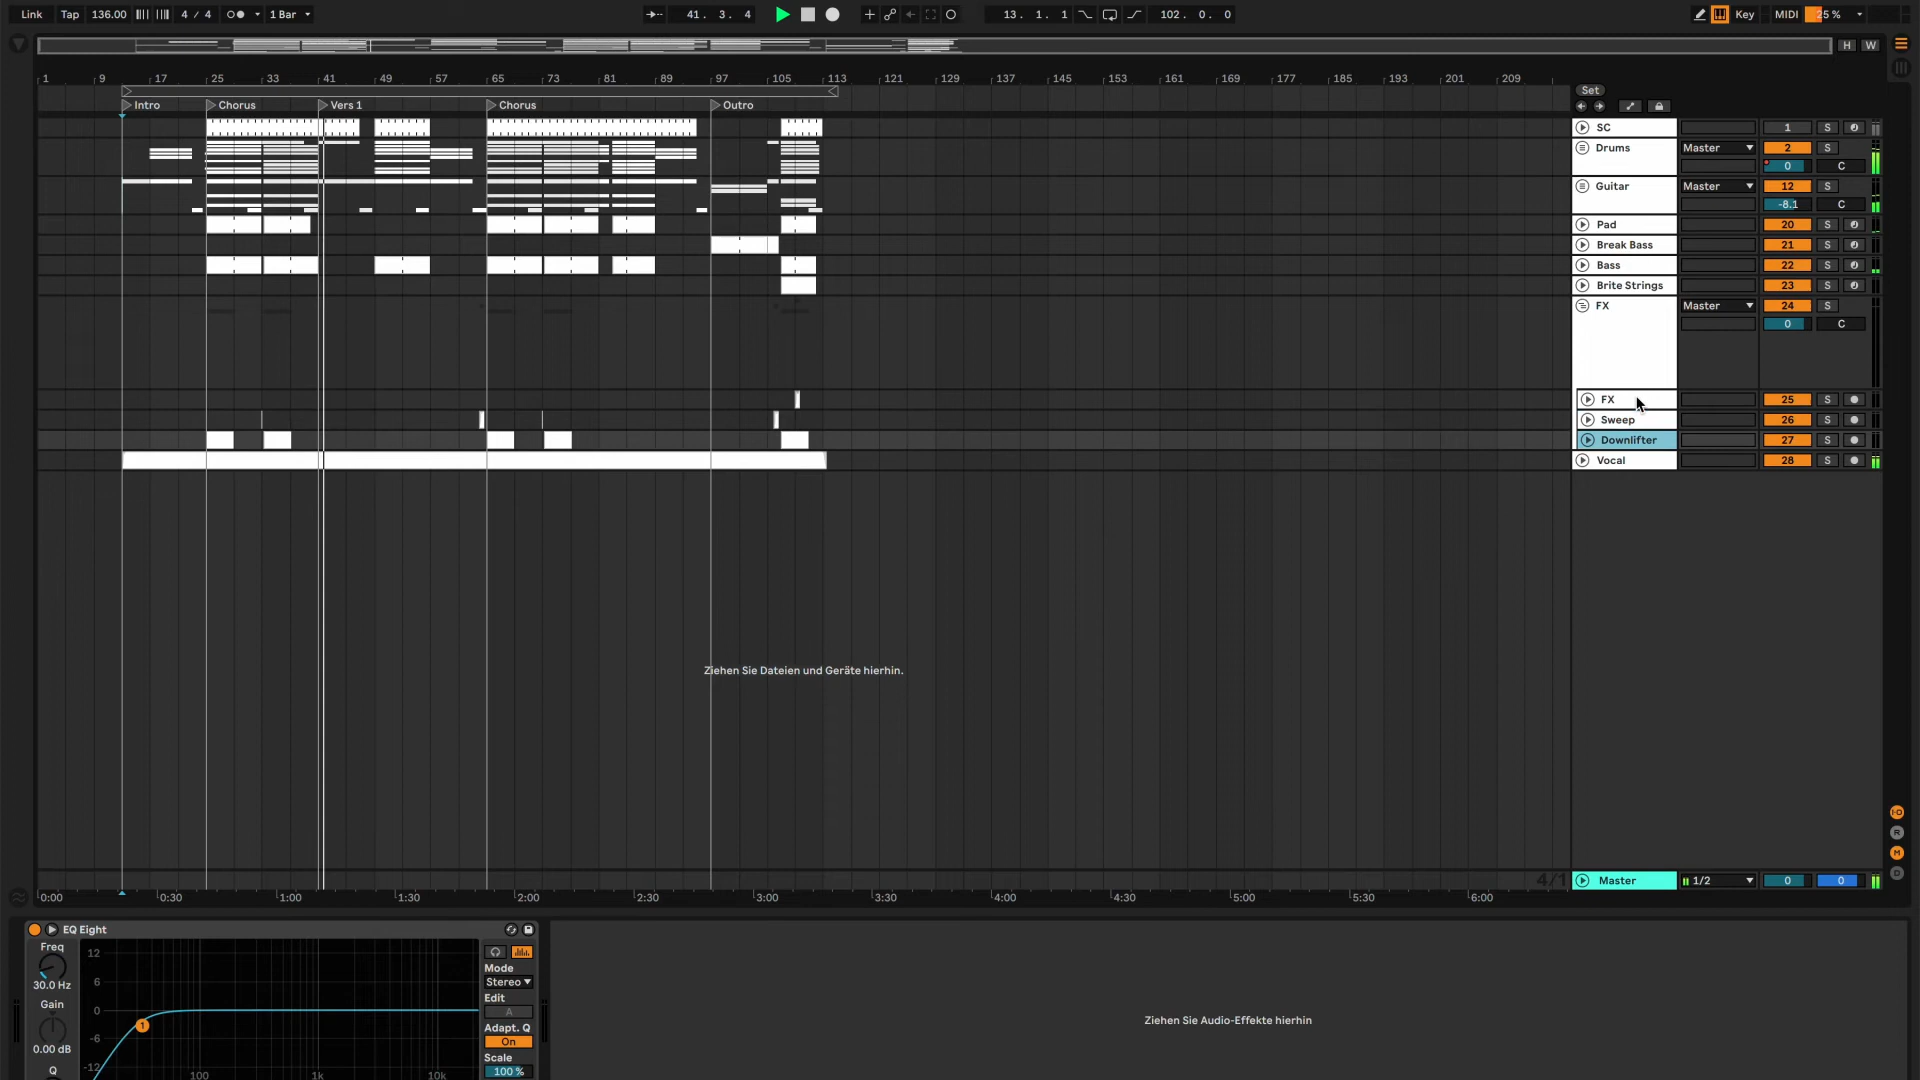 Link Tap 136.00 4 / 4 1 Bar 41. 3. 4 13. 1. 1 102. 0. 0 Key MIDI 25 %
H W
1 9 17 25 33 41 49 57 65 73 81 89 97 105 113 121 129 137 145 153 161 169 177 185 193 201 209
Set
Intro Chorus Vers 1 Chorus Outro
SC 1 S
Drums Master 2 S
0 C
Guitar Master 12 S
-8.1 C
Pad 20 S
Break Bass 21 S
Bass 22 S
Brite Strings 23 S
FX Master 24 S
0 C
FX 25 S
Sweep 26 S
Downlifter 27 S
Vocal 28 S
Ziehen Sie Dateien und Geräte hierhin.
I·O
R
M
D
4/1 Master 1/2 0 0
0:00 0:30 1:00 1:30 2:00 2:30 3:00 3:30 4:00 4:30 5:00 5:30 6:00
EQ Eight
Freq
30.0 Hz
Gain
0.00 dB
Q
12
6
0
-6
-12
1
100 1k 10k
Mode
Stereo
Edit
A
Adapt. Q
On
Scale
100 %
Ziehen Sie Audio-Effekte hierhin